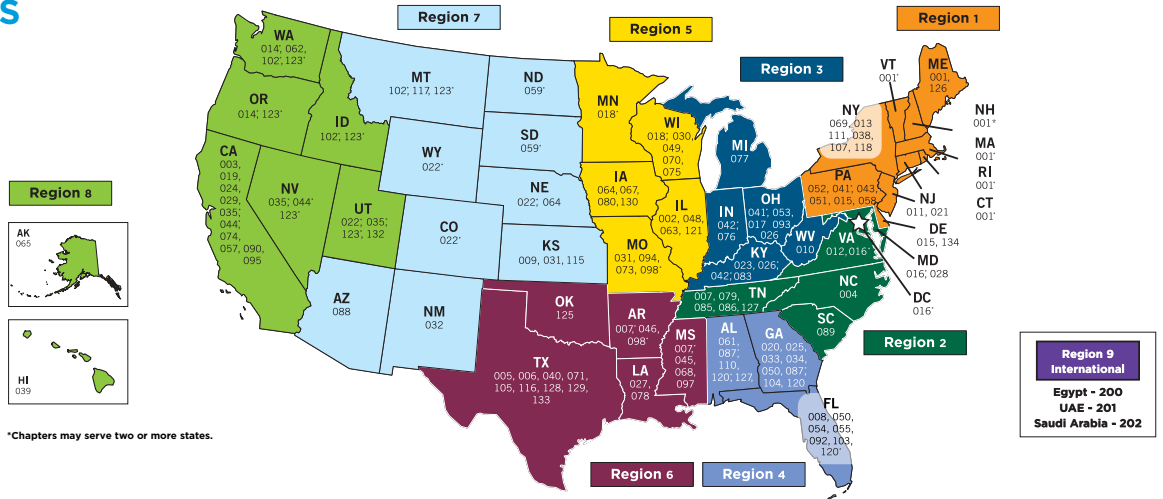 S
Region 7
Region 5
Region 1
Region 3
WA
014*, 062,
102*, 123*
OR
014*, 123*
ID
102*, 123*
CA
003,
019,
024,
029,
035*,
044*,
074,
057, 090,
095
NV
035*, 044*
123*
UT
022*, 035*,
123*, 132
MT
102*, 117, 123*
ND
059*
SD
059*
WY
022*
NE
022*, 064
CO
022*
KS
009, 031, 115
AZ
088
NM
032
MN
018*
WI
018*, 030,
049,
070,
075
IA
064, 067,
080, 130
IL
002, 048,
063, 121
MO
031, 094,
073, 098*
MI
077
IN
042*,
076
OH
041*, 053,
017*, 093
026
WV
010
KY
023, 026*,
042*, 083
VT
001*
ME
001,
126
NY
069, 013
111, 038,
107, 118
NH
001*
MA
001*
RI
001*
CT
001*
PA
052, 041*, 043,
051, 015, 058
NJ
011, 021
DE
015, 134
MD
016*, 028
DC
016*
VA
012, 016*
NC
004
SC
089
TN
007, 079,
085, 086, 127
OK
125
AR
007*, 046,
098*
TX
005, 006, 040, 071,
105, 116, 128, 129,
133
LA
027,
078
MS
007*,
045,
068,
097
AL
061,
087*,
110,
120*, 127*
GA
020, 025,
033, 034,
050, 087*,
104, 120
FL
008, 050,
054, 055,
092, 103,
120*
Region 8
AK
065
HI
039
Region 2
Region 6
Region 4
Region 9
International
Egypt - 200
UAE - 201
Saudi Arabia - 202
*Chapters may serve two or more states.